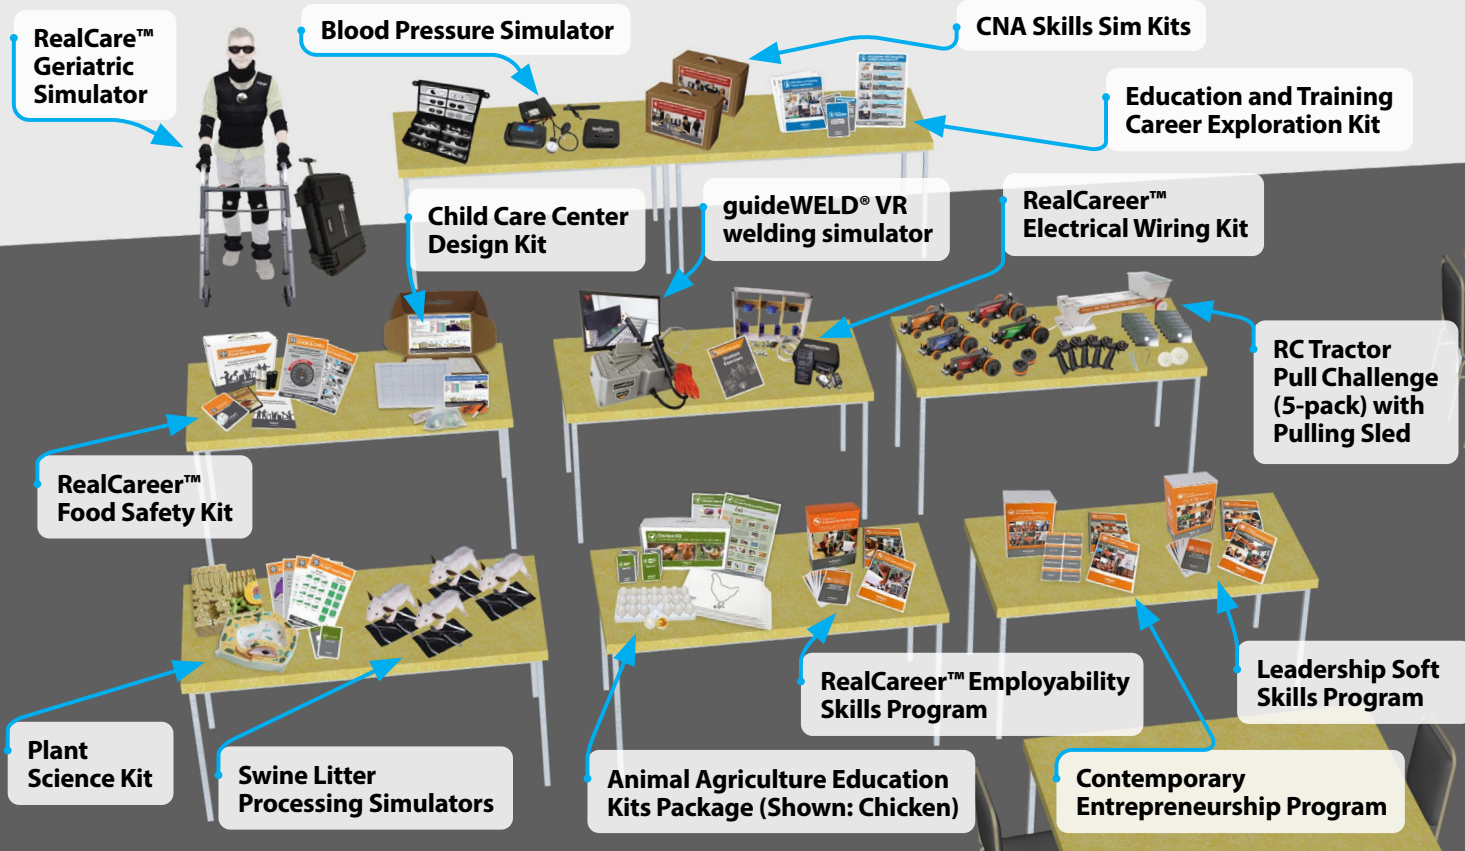 RealCare™
Geriatric
Simulator
Blood Pressure Simulator
CNA Skills Sim Kits
Education and Training
Career Exploration Kit
Child Care Center
Design Kit
guideWELD® VR
welding simulator
RealCareer™
Electrical Wiring Kit
RC Tractor
Pull Challenge
(5-pack) with
Pulling Sled
RealCareer™
Food Safety Kit
Chicken Kit
Plant
Science Kit
Swine Litter
Processing Simulators
Animal Agriculture Education
Kits Package (Shown: Chicken)
RealCareer™ Employability
Skills Program
Contemporary
Entrepreneurship Program
Leadership Soft
Skills Program